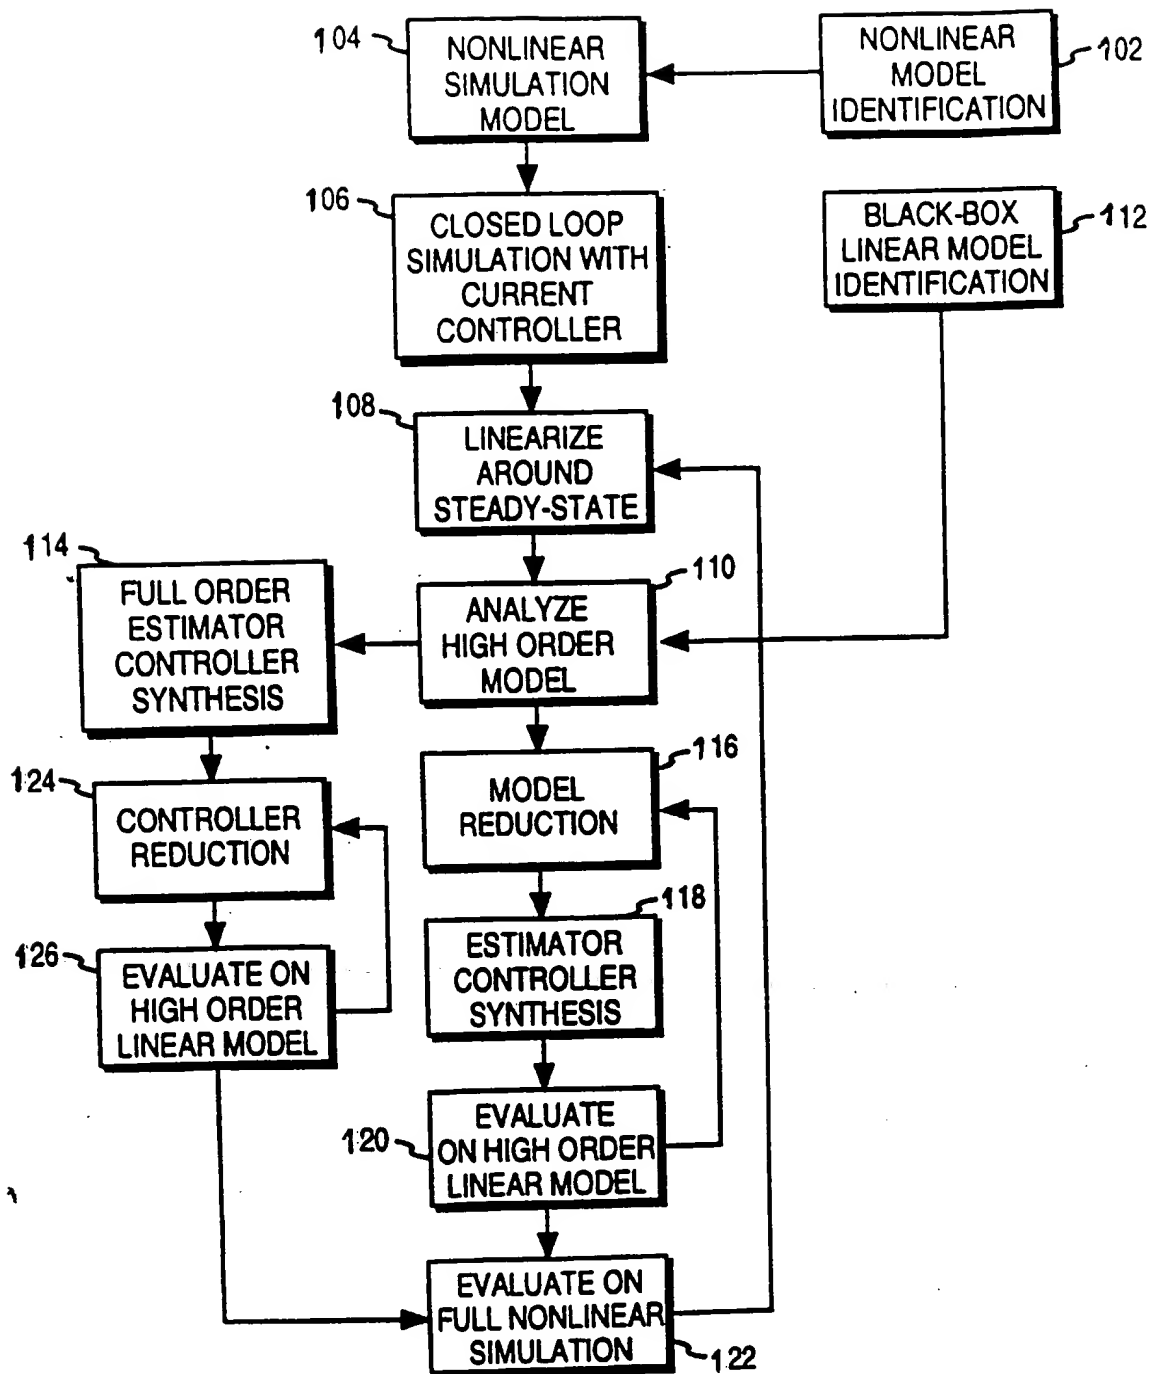 104
NONLINEAR
SIMULATION
MODEL
NONLINEAR
MODEL
IDENTIFICATION
102
106
CLOSED LOOP
SIMULATION WITH
CURRENT
CONTROLLER
BLACK-BOX
LINEAR MODEL
IDENTIFICATION
112
108
LINEARIZE
AROUND
STEADY-STATE
114
FULL ORDER
ESTIMATOR
CONTROLLER
SYNTHESIS
110
ANALYZE
HIGH ORDER
MODEL
124
CONTROLLER
REDUCTION
116
MODEL
REDUCTION
118
ESTIMATOR
CONTROLLER
SYNTHESIS
126
EVALUATE ON
HIGH ORDER
LINEAR MODEL
120
EVALUATE
ON HIGH ORDER
LINEAR MODEL
EVALUATE ON
FULL NONLINEAR
SIMULATION
122